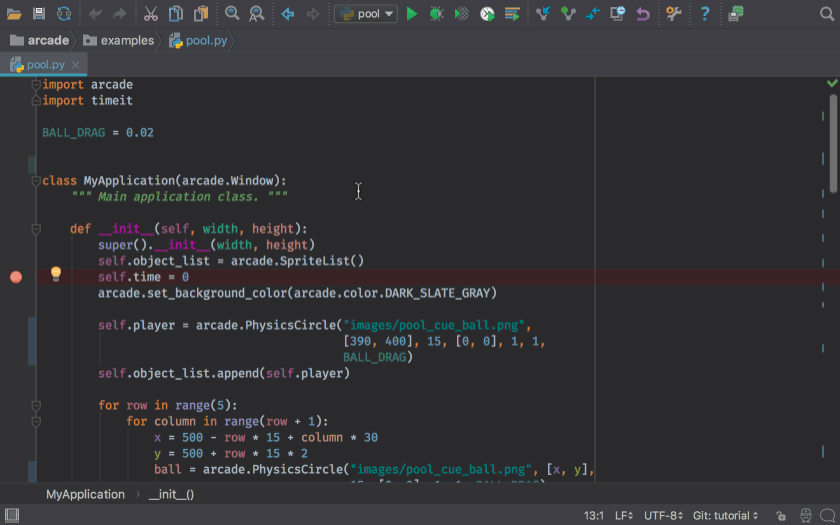 pool
arcade
examples
pool.py
pool.py
import arcade
import timeit
BALL_DRAG = 0.02
class MyApplication(arcade.Window):
""" Main application class. """
def __init__(self, width, height):
super().__init__(width, height)
self.object_list = arcade.SpriteList()
self.time = 0
arcade.set_background_color(arcade.color.DARK_SLATE_GRAY)
self.player = arcade.PhysicsCircle("images/pool_cue_ball.png",
[390, 400], 15, [0, 0], 1, 1,
BALL_DRAG)
self.object_list.append(self.player)
for row in range(5):
for column in range(row + 1):
x = 500 - row * 15 + column * 30
y = 500 + row * 15 * 2
ball = arcade.PhysicsCircle("images/pool_cue_ball.png", [x, y],
MyApplication
__init__()
13:1 LF UTF-8 Git: tutorial